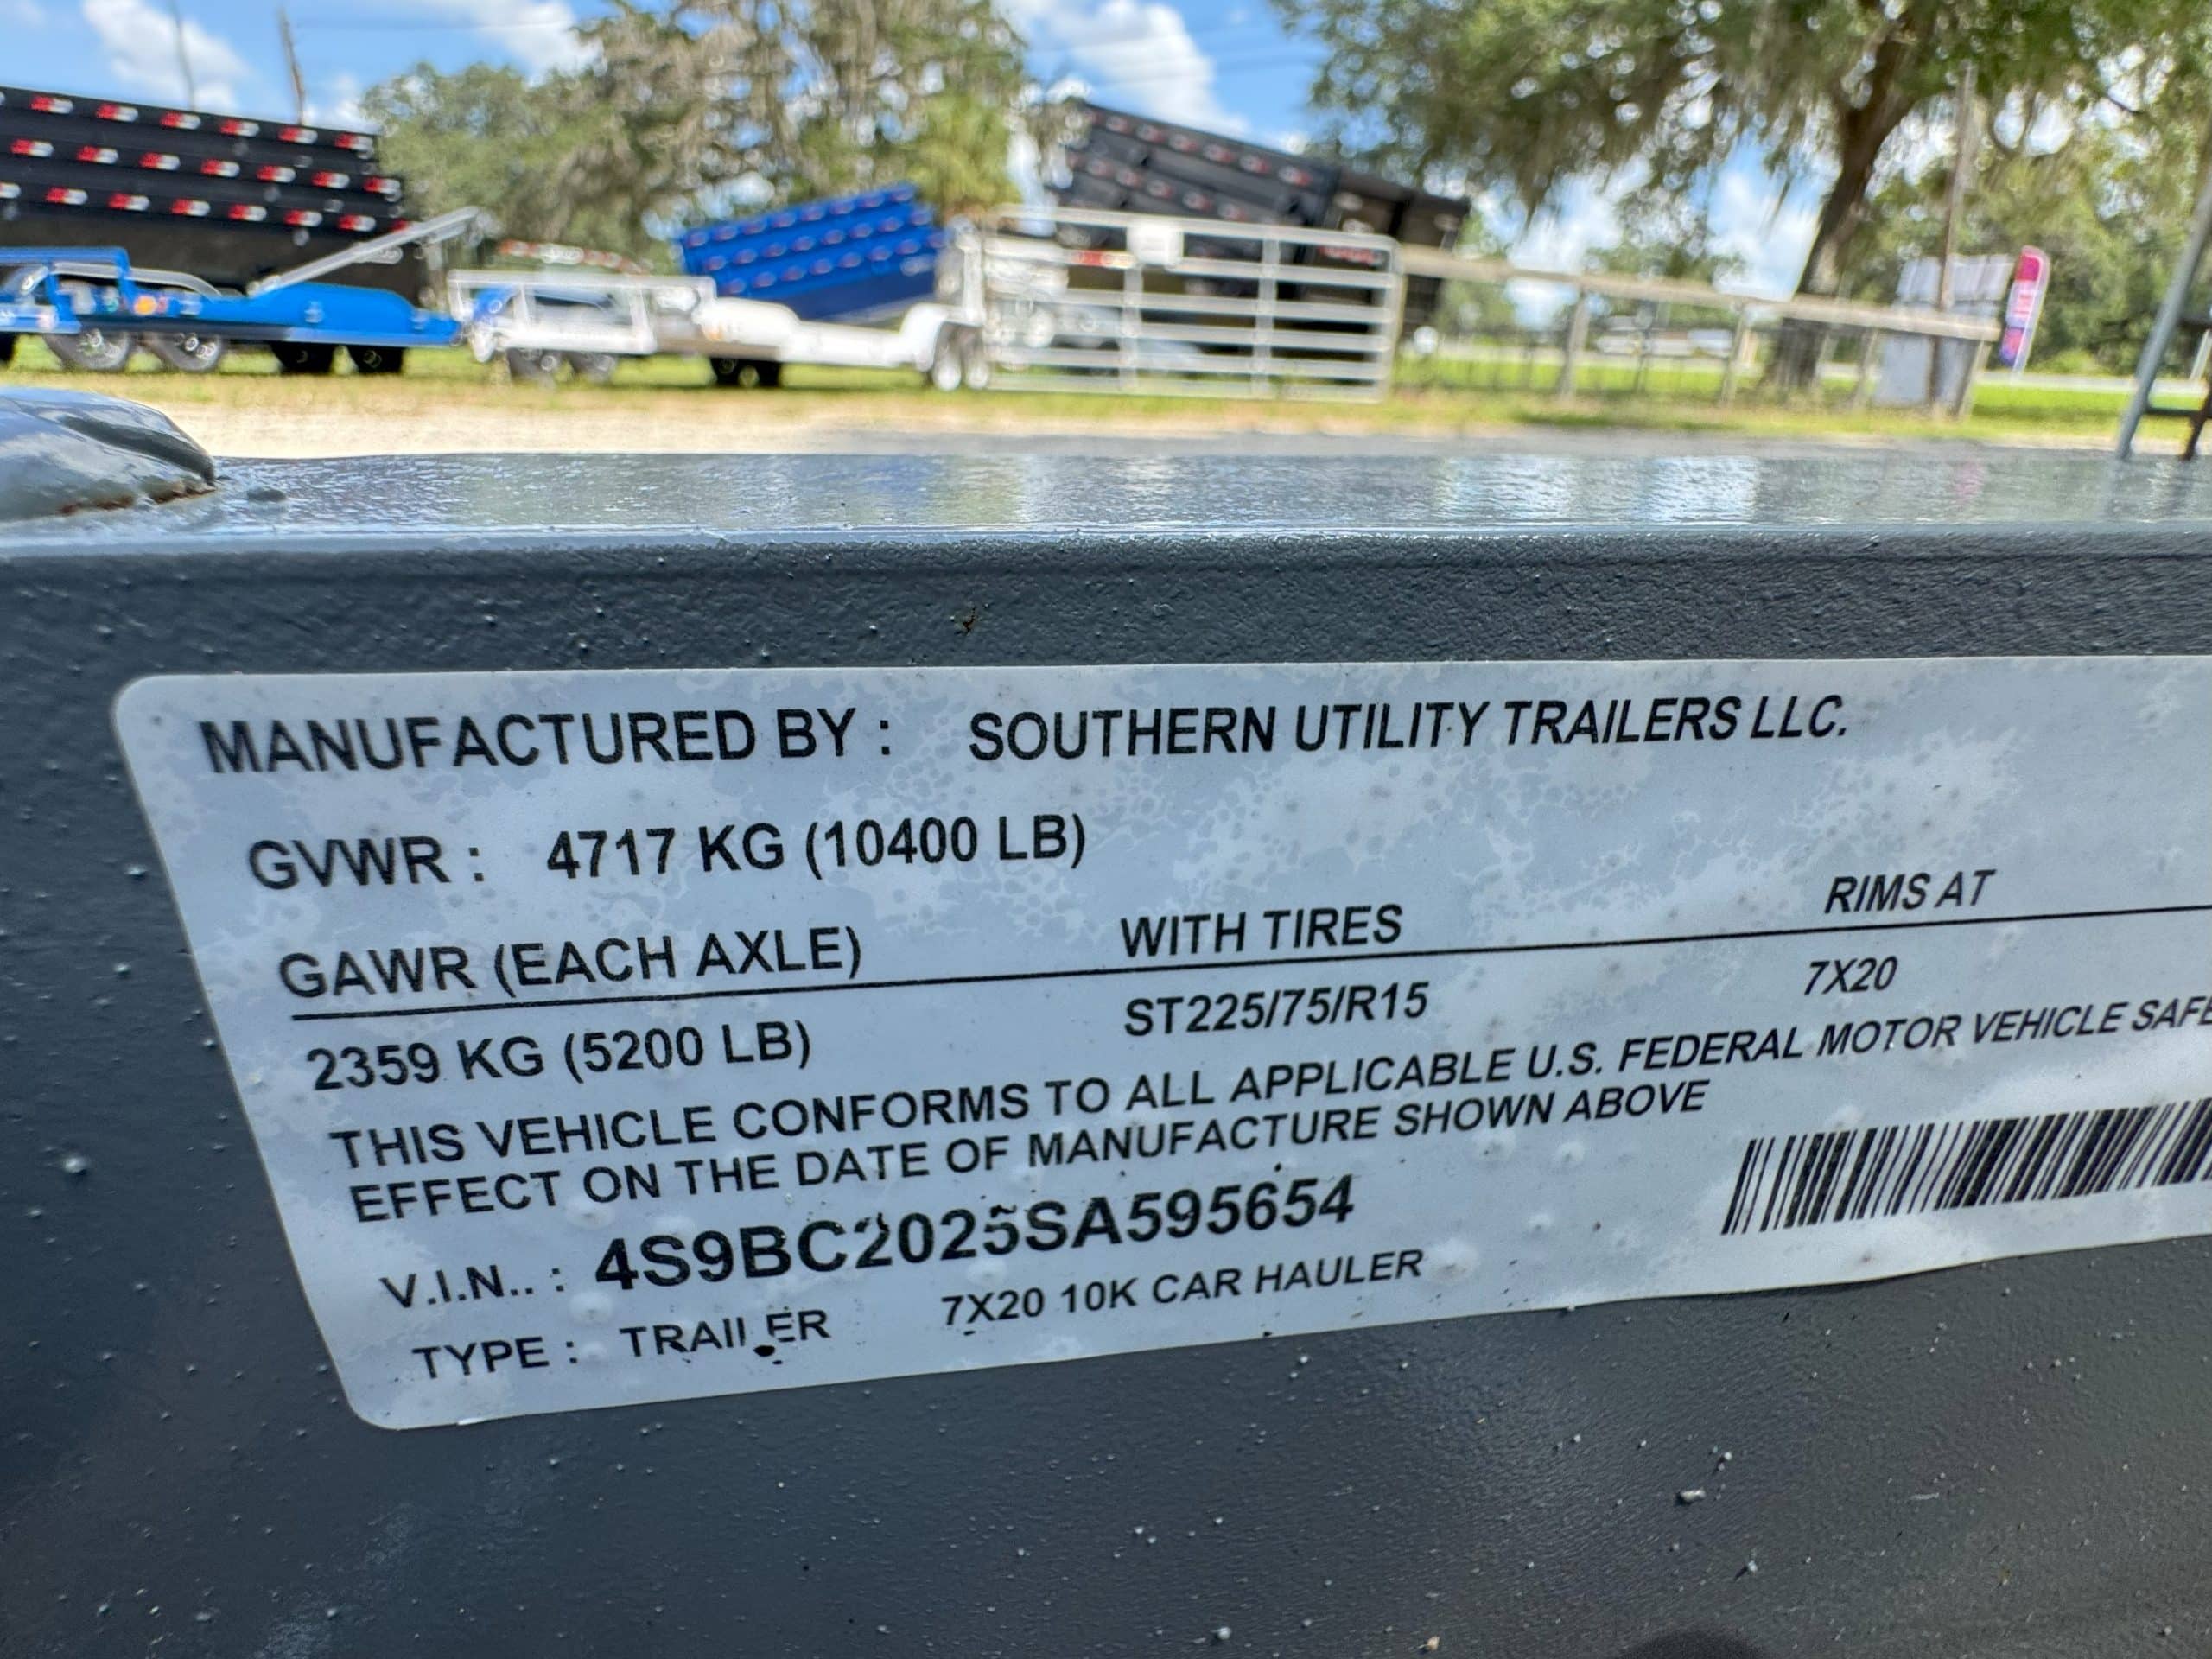 MANUFACTURED BY : SOUTHERN UTILITY TRAILERS LLC.
GVWR : 4717 KG (10400 LB)
GAWR (EACH AXLE) WITH TIRES RIMS AT
2359 KG (5200 LB) ST225/75/R15 7X20
THIS VEHICLE CONFORMS TO ALL APPLICABLE U.S. FEDERAL MOTOR VEHICLE SAFE
EFFECT ON THE DATE OF MANUFACTURE SHOWN ABOVE
V.I.N.. : 4S9BC2025SA595654
TYPE : TRAILER 7X20 10K CAR HAULER